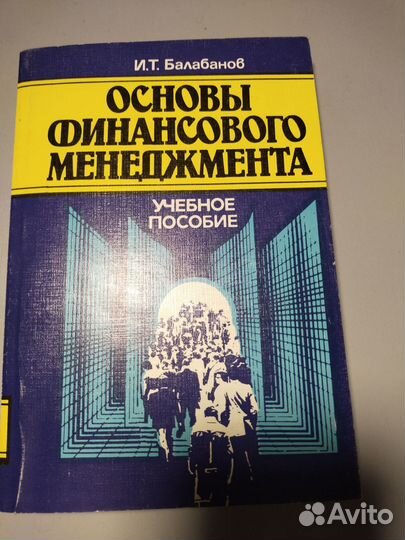 И.Т. Балабанов
ОСНОВЫ
ФИНАНСОВОГО
МЕНЕДЖМЕНТА
УЧЕБНОЕ
ПОСОБИЕ
Avito